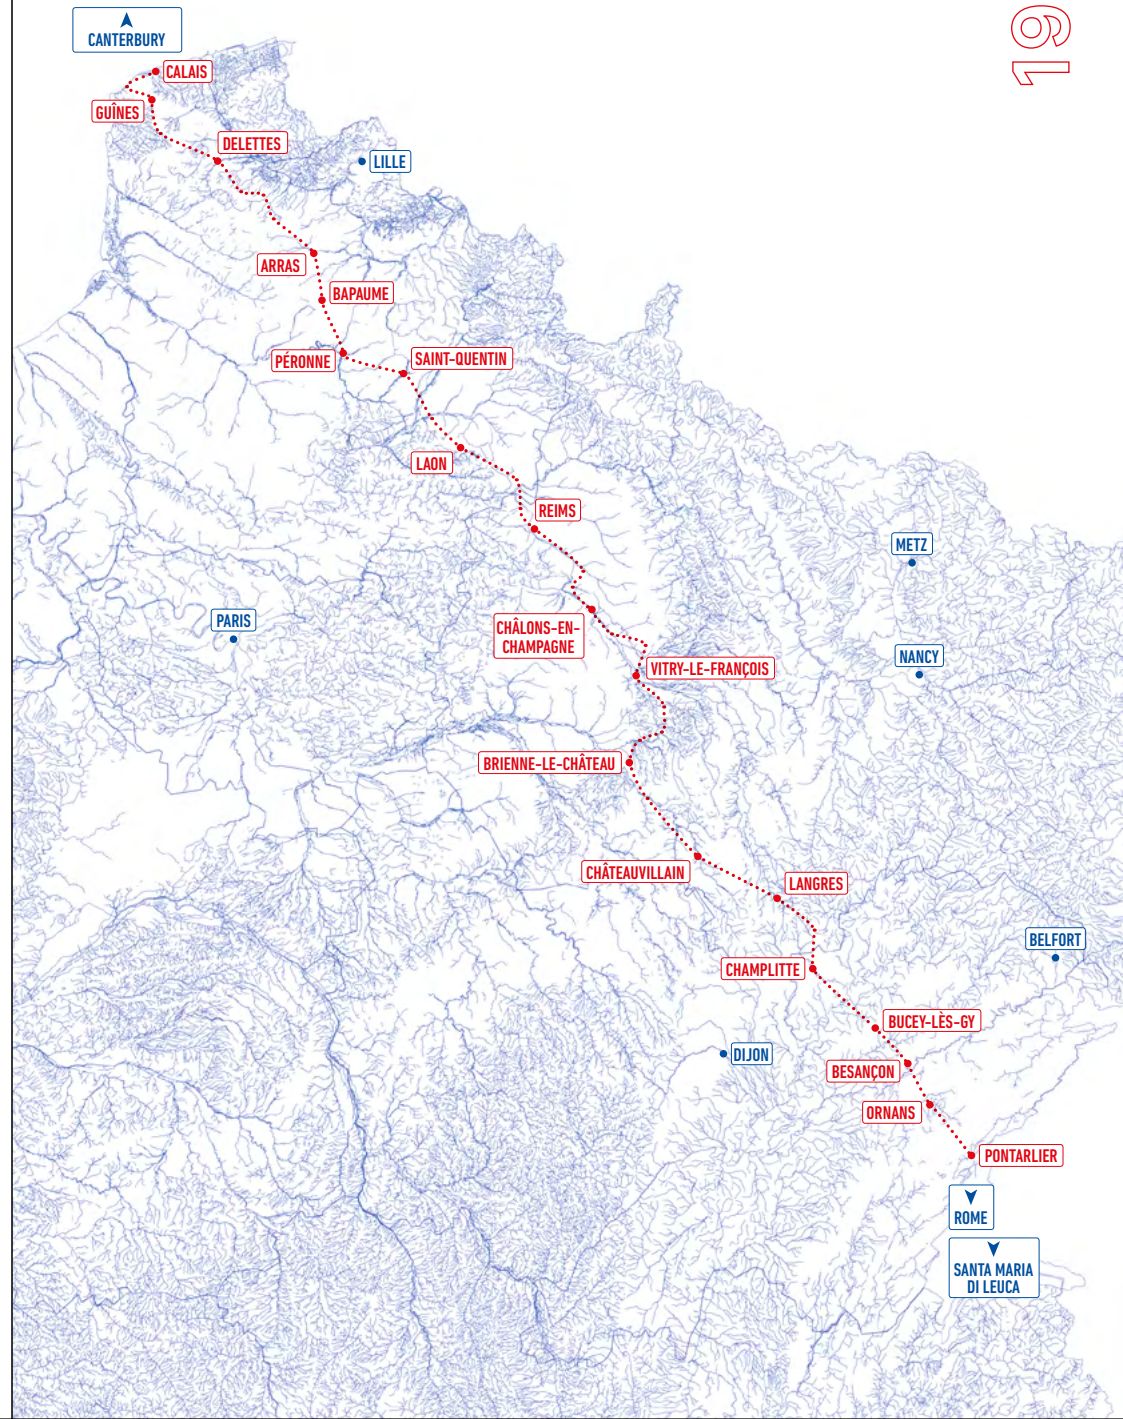 CANTERBURY
19
CALAIS
GUÎNES
DELETTES
LILLE
ARRAS
BAPAUME
PÉRONNE
SAINT-QUENTIN
LAON
REIMS
METZ
PARIS
CHÂLONS-EN-
CHAMPAGNE
NANCY
VITRY-LE-FRANÇOIS
BRIENNE-LE-CHÂTEAU
CHÂTEAUVILLAIN
LANGRES
BELFORT
CHAMPLITTE
BUCEY-LÈS-GY
DIJON
BESANÇON
ORNANS
PONTARLIER
ROME
SANTA MARIA
DI LEUCA